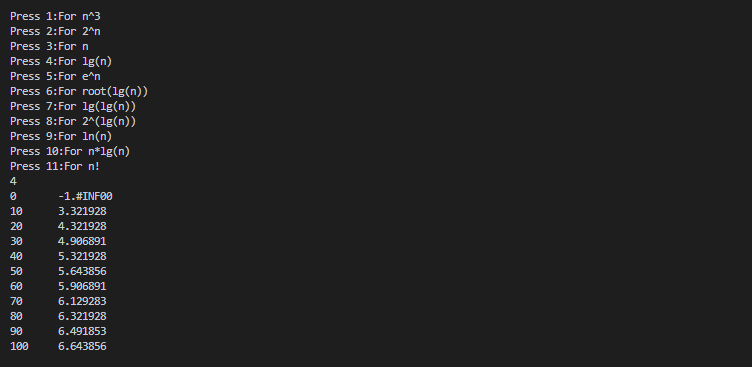 Press 1:For n^3
Press 2:For 2^n
Press 3:For n
Press 4:For lg(n)
Press 5:For e^n
Press 6:For root(lg(n))
Press 7:For lg(lg(n))
Press 8:For 2^(lg(n))
Press 9:For ln(n)
Press 10:For n*lg(n)
Press 11:For n!
4
0 -1.#INF00
10 3.321928
20 4.321928
30 4.906891
40 5.321928
50 5.643856
60 5.906891
70 6.129283
80 6.321928
90 6.491853
100 6.643856